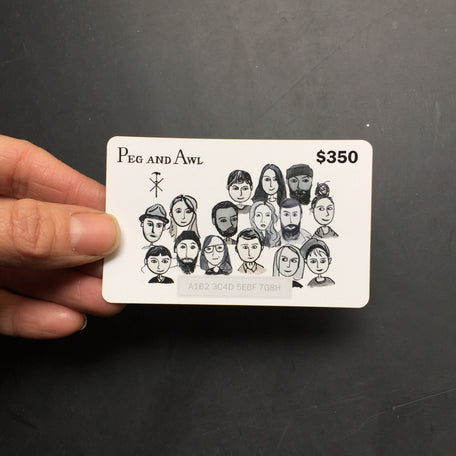 PEG AND AWL
$350
A1B2 3C4D 5E6F 7G8H